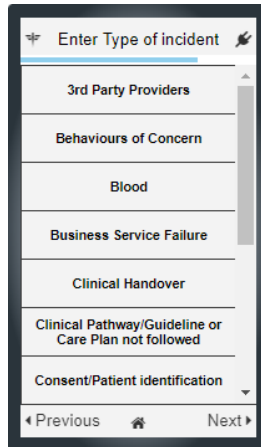 Enter Type of incident
3rd Party Providers
Behaviours of Concern
Blood
Business Service Failure
Clinical Handover
Clinical Pathway/Guideline or
Care Plan not followed
Consent/Patient identification
Previous
Next